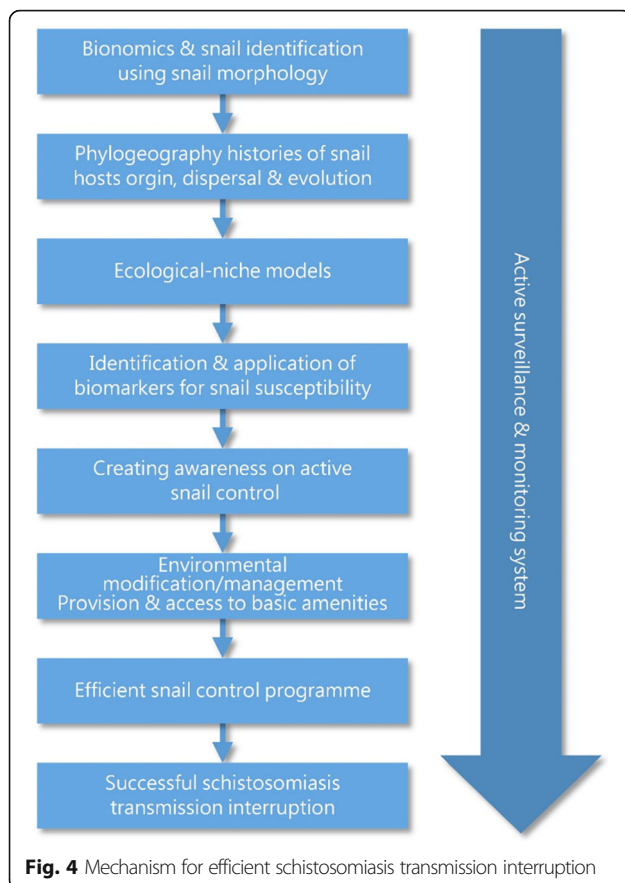 Bionomics & snail identification
using snail morphology
Phylogeography histories of snail
hosts orgin, dispersal & evolution
Ecological-niche models
Identification & application of
biomarkers for snail susceptibility
Creating awareness on active
snail control
Environmental
modification/management
Provision & access to basic amenities
Efficient snail control programme
Successful schistosomiasis
transmission interruption
Active surveillance & monitoring system
Fig. 4 Mechanism for efficient schistosomiasis transmission interruption